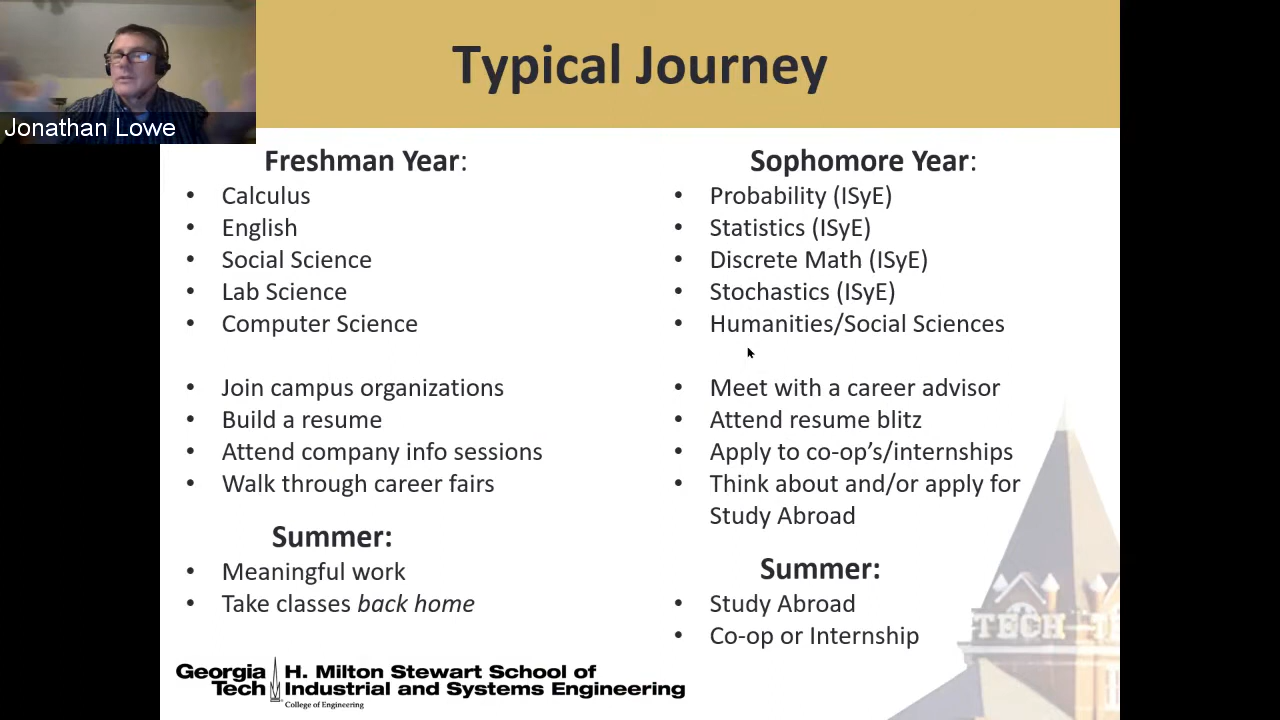 Jonathan Lowe
Typical Journey
Freshman Year:
• Calculus
• English
• Social Science
• Lab Science
• Computer Science
• Join campus organizations
• Build a resume
• Attend company info sessions
• Walk through career fairs
Summer:
• Meaningful work
• Take classes back home
Sophomore Year:
• Probability (ISyE)
• Statistics (ISyE)
• Discrete Math (ISyE)
• Stochastics (ISyE)
• Humanities/Social Sciences
• Meet with a career advisor
• Attend resume blitz
• Apply to co-op’s/internships
• Think about and/or apply for
Study Abroad
Summer:
• Study Abroad
• Co-op or Internship
TECH
Georgia
Tech
H. Milton Stewart School of
Industrial and Systems Engineering
College of Engineering